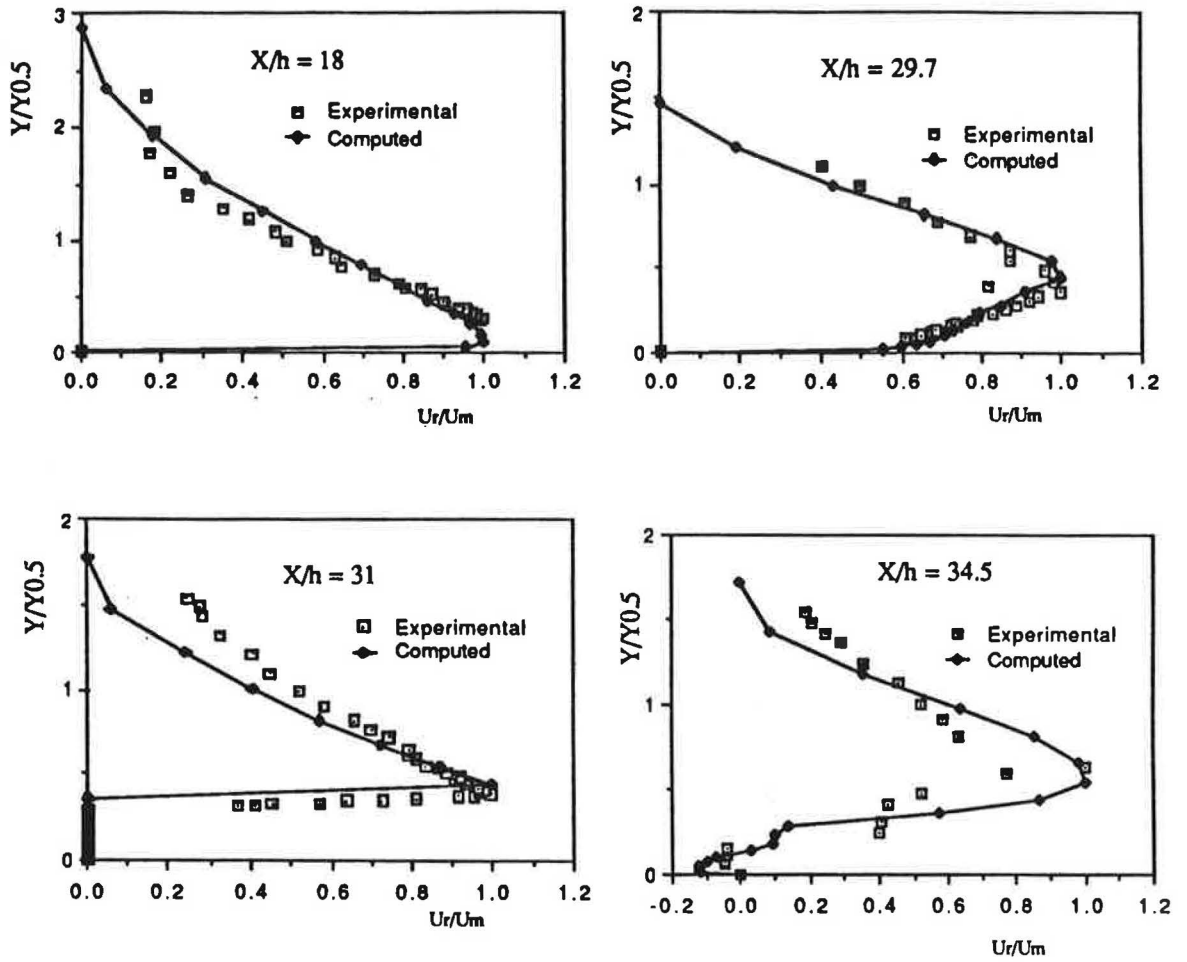 3
2
1
0
Y/Y0.5
X/h = 18
Experimental
Computed
0.0 0.2 0.4 0.6 0.8 1.0 1.2
Ur/Um
2
1
0
Y/Y0.5
X/h = 29.7
Experimental
Computed
0.0 0.2 0.4 0.6 0.8 1.0 1.2
Ur/Um
2
1
0
Y/Y0.5
X/h = 31
Experimental
Computed
0.0 0.2 0.4 0.6 0.8 1.0 1.2
Ur/Um
2
1
0
Y/Y0.5
X/h = 34.5
Experimental
Computed
-0.2 0.0 0.2 0.4 0.6 0.8 1.0 1.2
Ur/Um